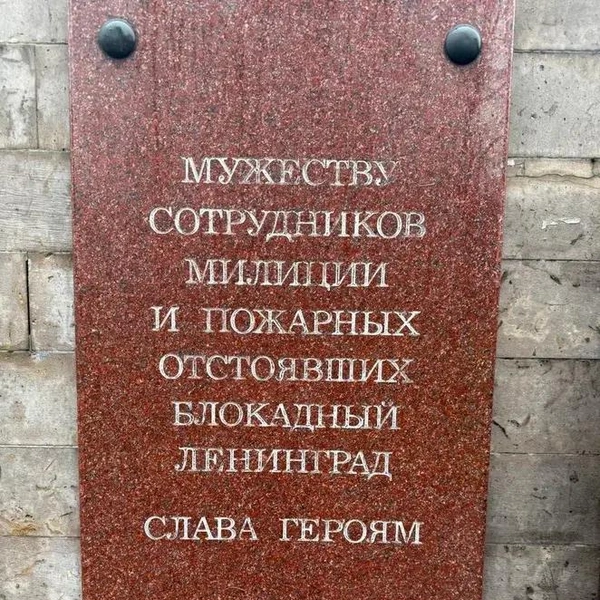 МУЖЕСТВУ
СОТРУДНИКОВ
МИЛИЦИИ
И ПОЖАРНЫХ
ОТСТОЯВШИХ
БЛОКАДНЫЙ
ЛЕНИНГРАД
СЛАВА ГЕРОЯМ